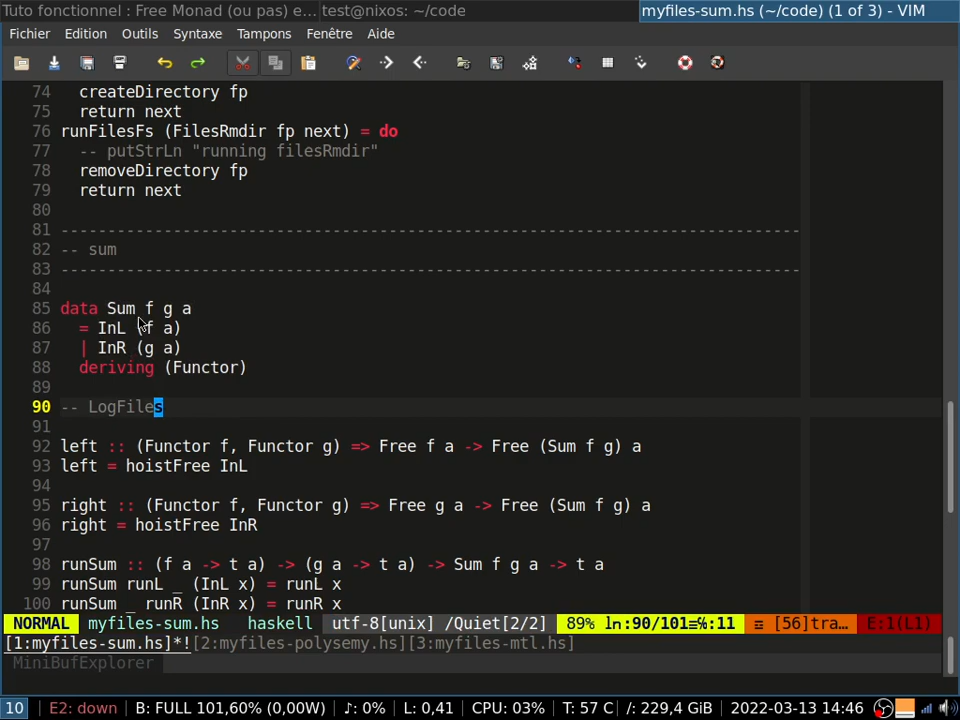 Tuto fonctionnel : Free Monad (ou pas) e... test@nixos: ~/code myfiles-sum.hs (~/code) (1 of 3) - VIM
Fichier Edition Outils Syntaxe Tampons Fenêtre Aide
74 createDirectory fp
75 return next
76 runFilesFs (FilesRmdir fp next) = do
77 -- putStrLn "running filesRmdir"
78 removeDirectory fp
79 return next
80
81 -------------------------------------------------------------------------------
82 -- sum
83 -------------------------------------------------------------------------------
84
85 data Sum f g a
86 = InL (f a)
87 | InR (g a)
88 deriving (Functor)
89
90 -- LogFiles
91
92 left :: (Functor f, Functor g) => Free f a -> Free (Sum f g) a
93 left = hoistFree InL
94
95 right :: (Functor f, Functor g) => Free g a -> Free (Sum f g) a
96 right = hoistFree InR
97
98 runSum :: (f a -> t a) -> (g a -> t a) -> Sum f g a -> t a
99 runSum runL _ (InL x) = runL x
100 runSum _ runR (InR x) = runR x
NORMAL myfiles-sum.hs haskell utf-8[unix] /Quiet[2/2] 89% ln:90/101≡℅:11 ☲ [56]tra… E:1(L1)
[1:myfiles-sum.hs]*![2:myfiles-polysemy.hs][3:myfiles-mtl.hs]
MiniBufExplorer
10 E2: down B: FULL 101,60% (0,00W) ♪: 0% L: 0,41 CPU: 03% T: 57 C /: 229,4 GiB 2022-03-13 14:46